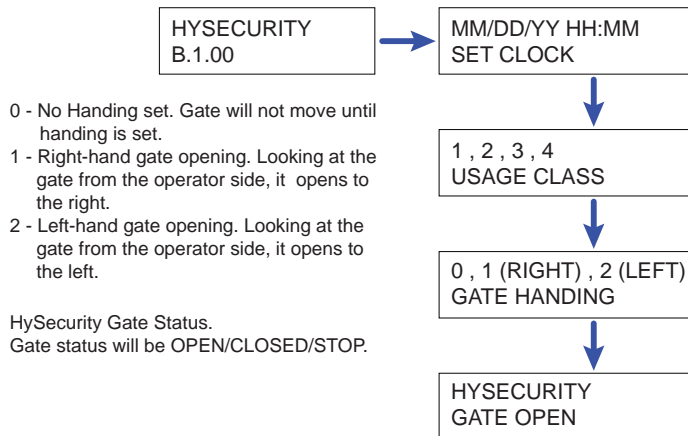 HYSECURITY
B.1.00
MM/DD/YY HH:MM
SET CLOCK
0 - No Handing set. Gate will not move until
handing is set.
1 - Right-hand gate opening. Looking at the
gate from the operator side, it opens to
the right.
2 - Left-hand gate opening. Looking at the
gate from the operator side, it opens to
the left.
1 , 2 , 3 , 4
USAGE CLASS
0 , 1 (RIGHT) , 2 (LEFT)
GATE HANDING
HySecurity Gate Status.
Gate status will be OPEN/CLOSED/STOP.
HYSECURITY
GATE OPEN